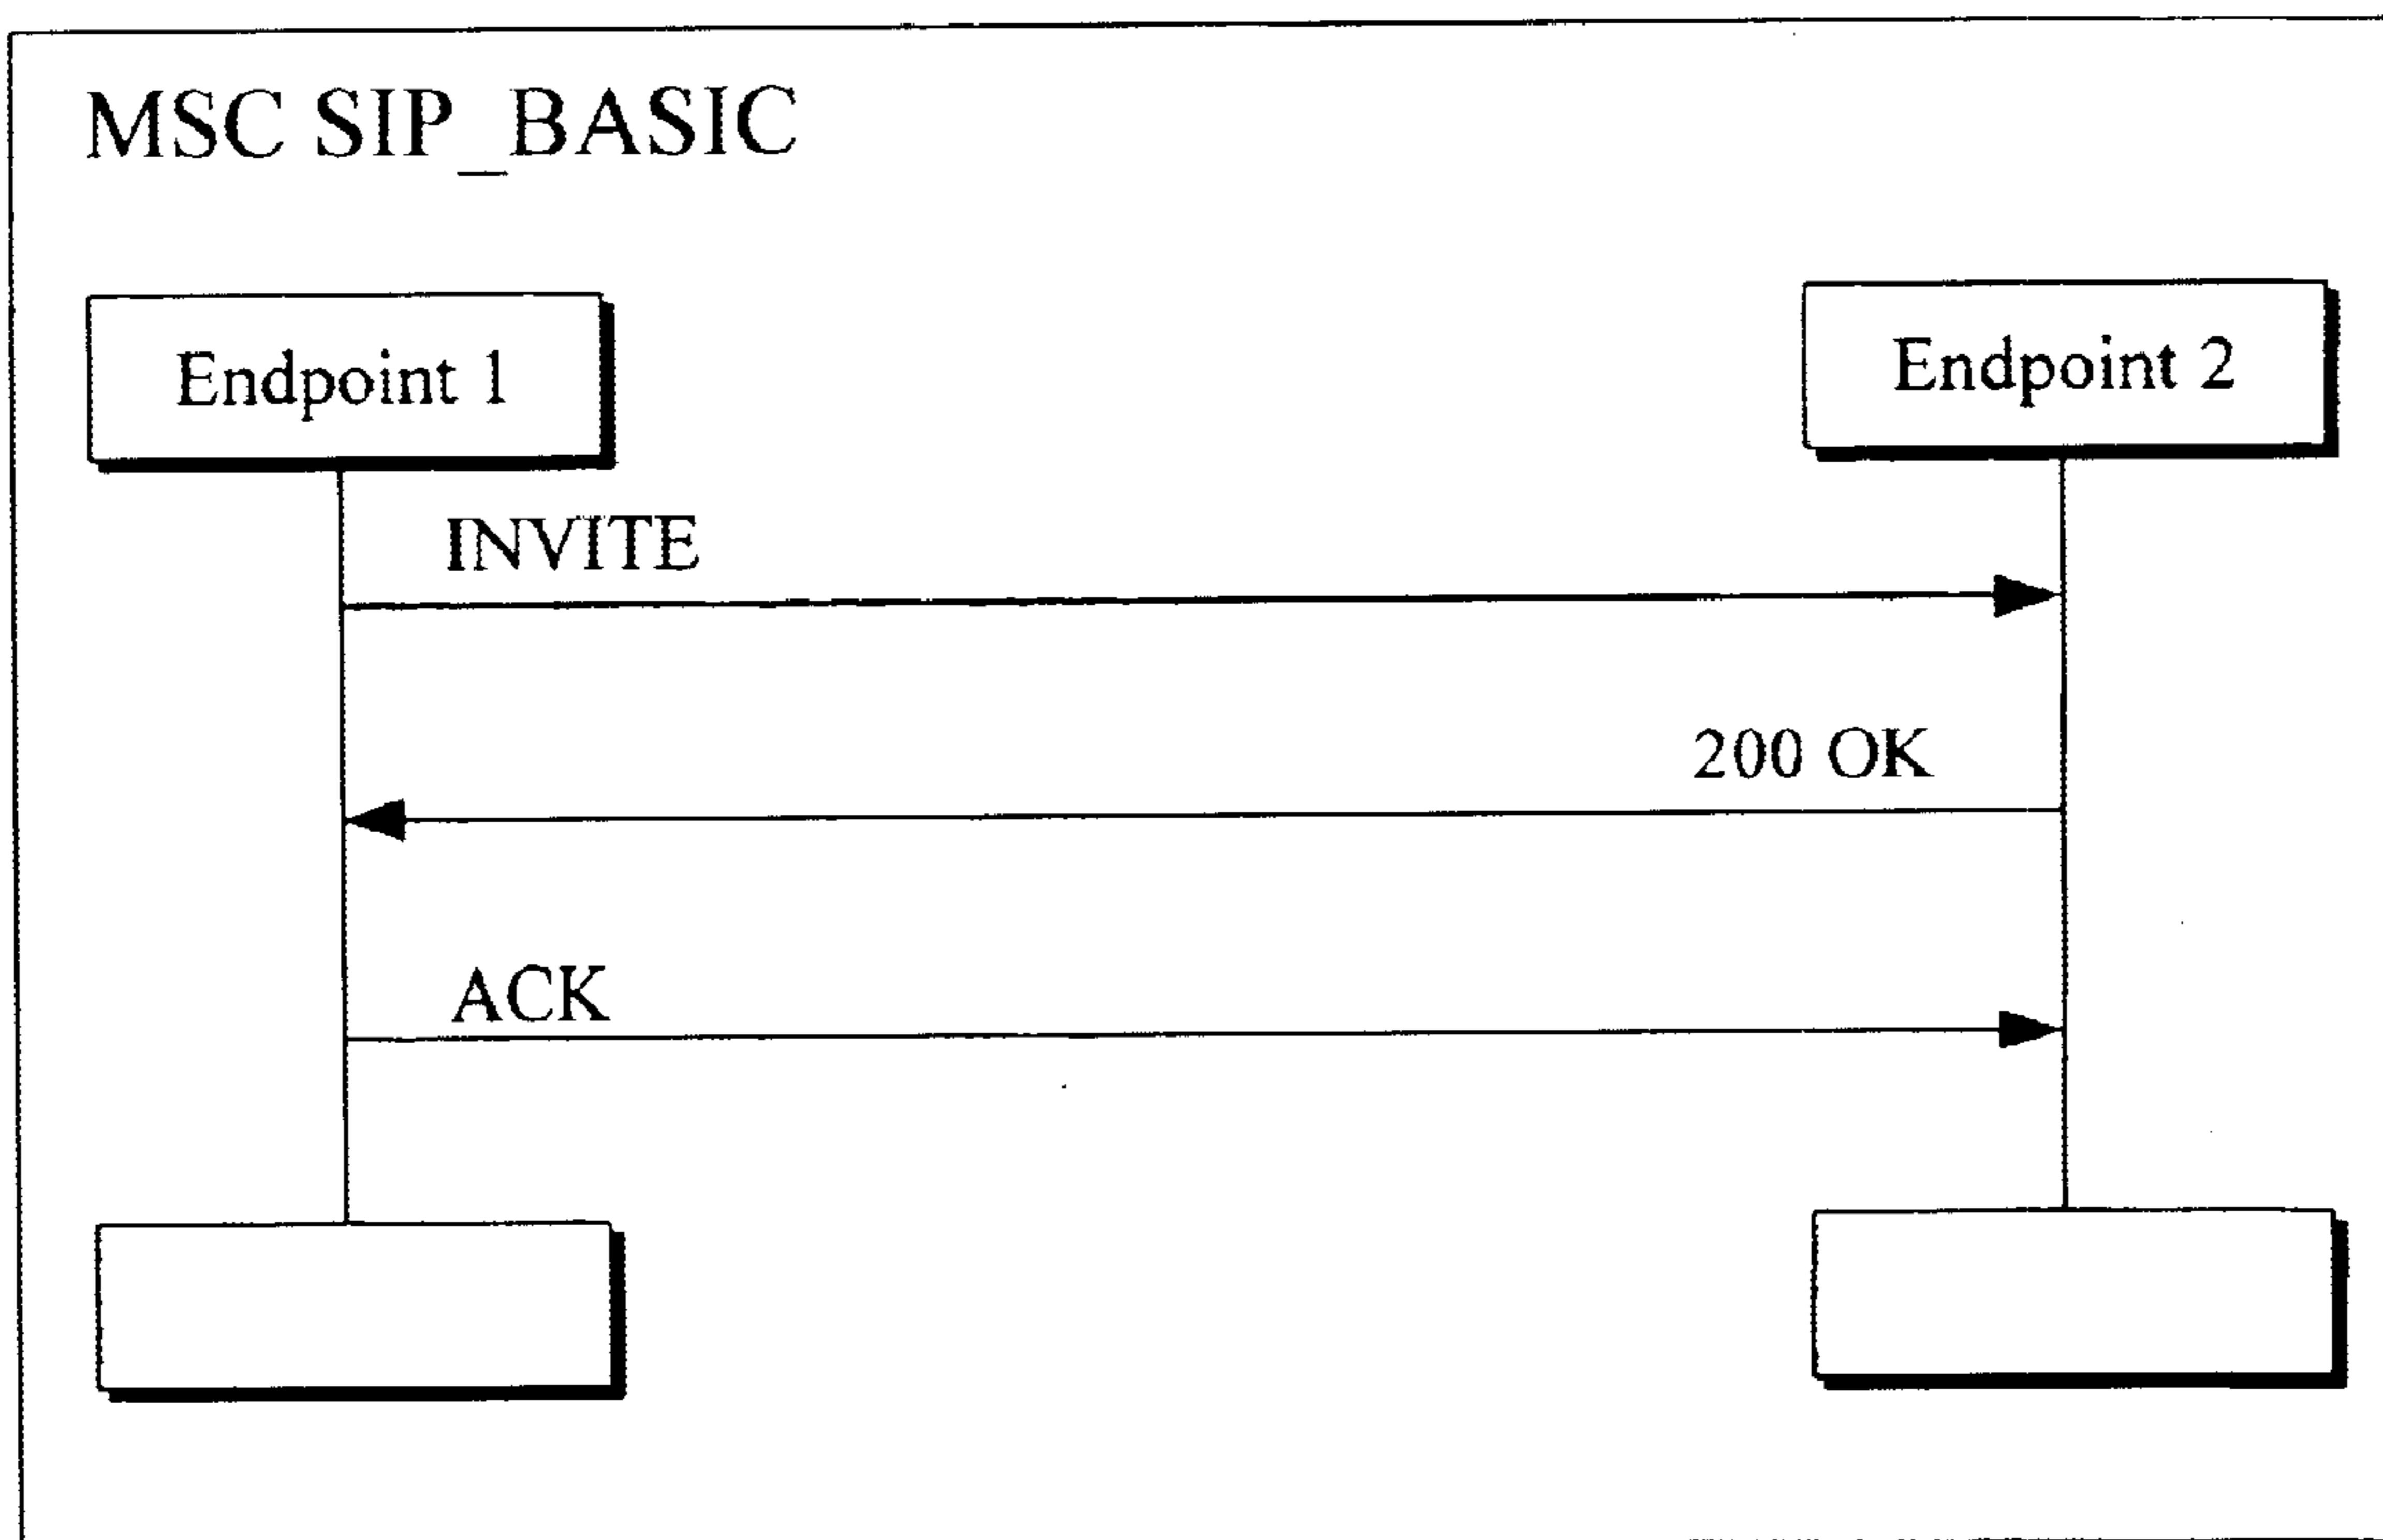 MSC SIP_BASIC
Endpoint 1
Endpoint 2
INVITE
200 OK
ACK